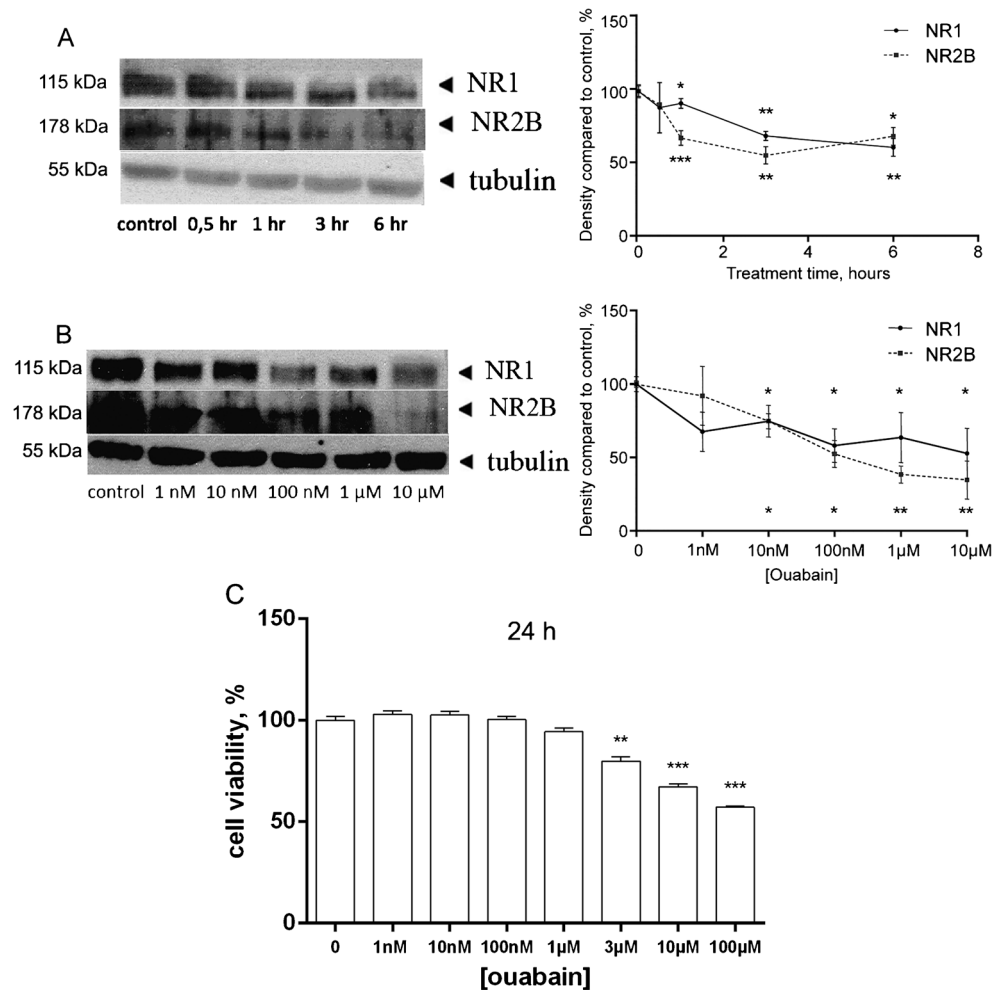 A
115 kDa
NR1
178 kDa
NR2B
55 kDa
tubulin
control 0,5 hr 1 hr 3 hr 6 hr
Density compared to control, %
150
100
50
0
NR1
NR2B
*
**
*
***
**
**
0 2 4 6 8
Treatment time, hours
B
115 kDa
NR1
178 kDa
NR2B
55 kDa
tubulin
control 1 nM 10 nM 100 nM 1 µM 10 µM
Density compared to control, %
150
100
50
0
NR1
NR2B
* * * *
* * ** **
0 1nM 10nM 100nM 1µM 10µM
[Ouabain]
C
24 h
cell viability, %
150
100
50
0
**
***
***
0 1nM 10nM 100nM 1µM 3µM 10µM 100µM
[ouabain]